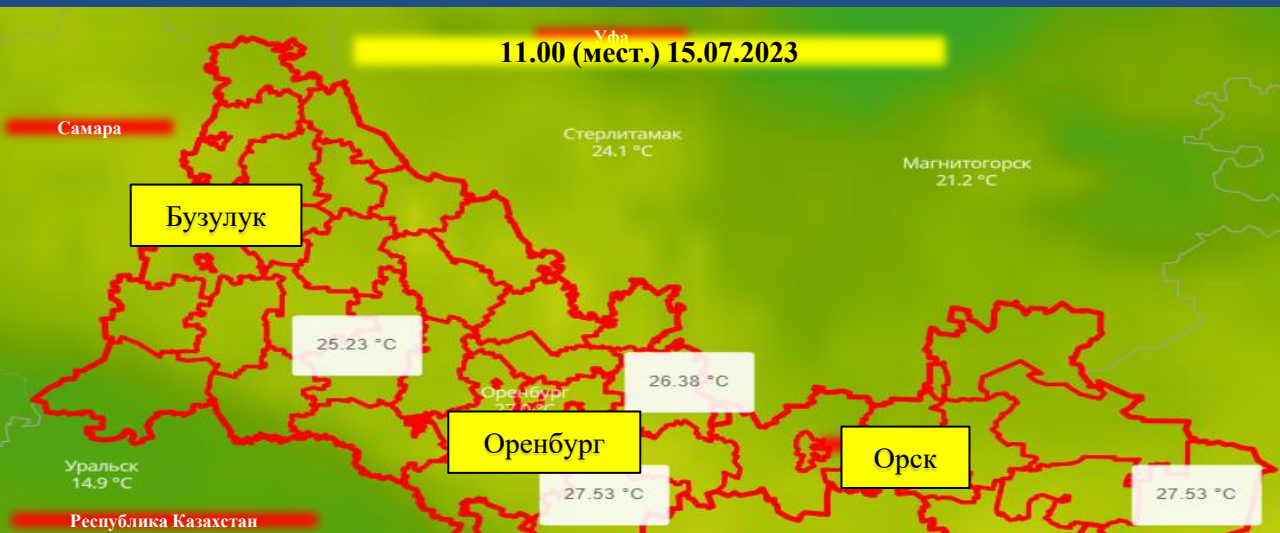 Уфа
11.00 (мест.) 15.07.2023
Самара
Стерлитамак
24.1 °C
Магнитогорск
21.2 °C
Бузулук
25.23 °C
26.38 °C
Оренбург
Оренбург
Орск
Уральск
14.9 °C
27.53 °C
27.53 °C
Республика Казахстан